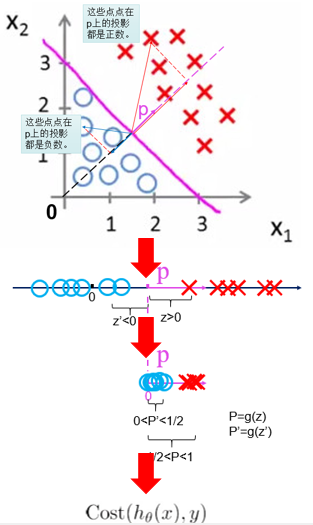 这些点点在
p上的投影
都是正数。
x₂
3
2
1
0
这些点点在
p上的投影
都是负数。
p
1
2
3
x₁
p
0
z'<0
z>0
p
0
0<P'<1/2
P=g(z)
P'=g(z')
/2<P<1
Cost(hθ(x), y)